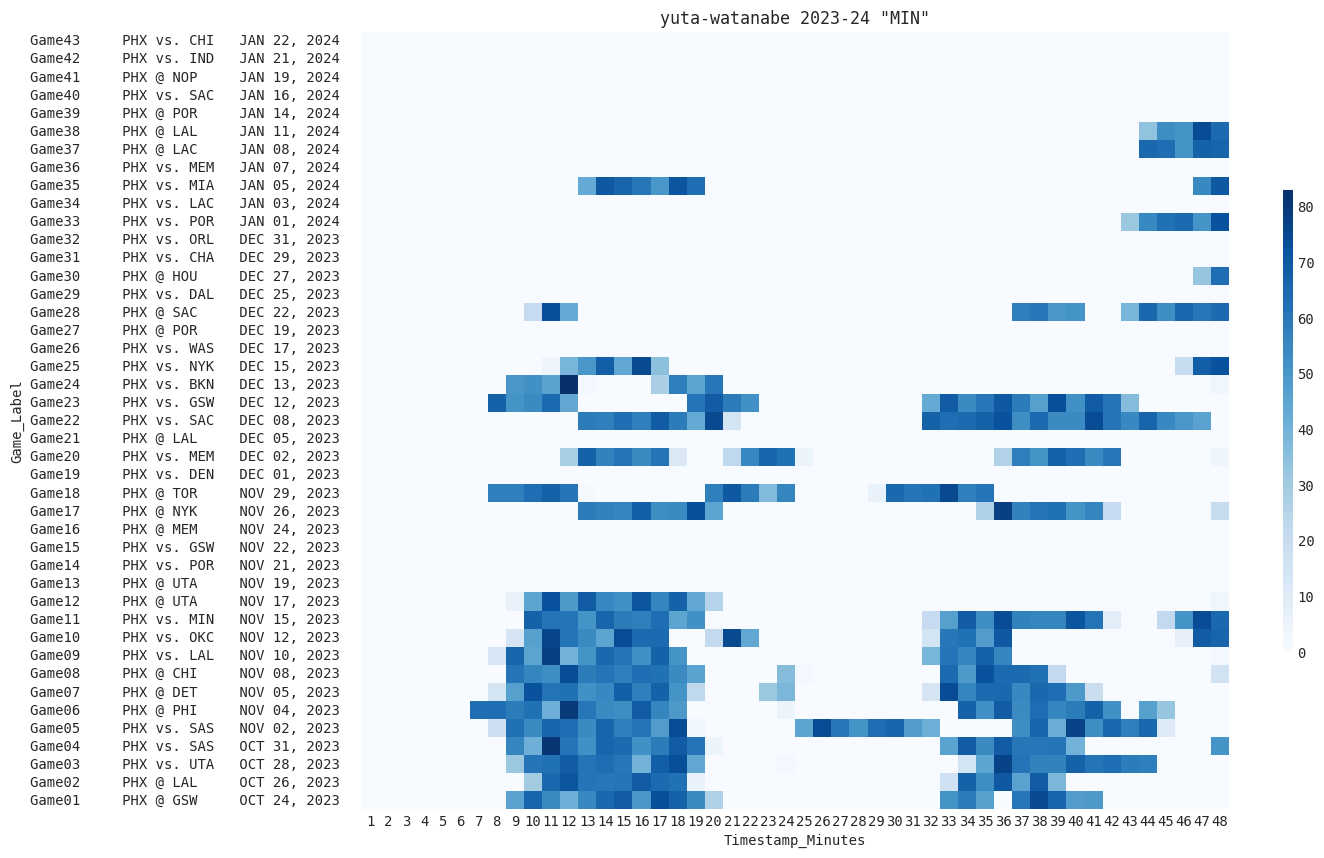 yuta-watanabe 2023-24 "MIN"
Game43 PHX vs. CHI JAN 22, 2024
Game42 PHX vs. IND JAN 21, 2024
Game41 PHX @ NOP JAN 19, 2024
Game40 PHX vs. SAC JAN 16, 2024
Game39 PHX @ POR JAN 14, 2024
Game38 PHX @ LAL JAN 11, 2024
Game37 PHX @ LAC JAN 08, 2024
Game36 PHX vs. MEM JAN 07, 2024
Game35 PHX vs. MIA JAN 05, 2024
Game34 PHX vs. LAC JAN 03, 2024
Game33 PHX vs. POR JAN 01, 2024
Game32 PHX vs. ORL DEC 31, 2023
Game31 PHX vs. CHA DEC 29, 2023
Game30 PHX @ HOU DEC 27, 2023
Game29 PHX vs. DAL DEC 25, 2023
Game28 PHX @ SAC DEC 22, 2023
Game27 PHX @ POR DEC 19, 2023
Game26 PHX vs. WAS DEC 17, 2023
Game25 PHX vs. NYK DEC 15, 2023
Game24 PHX vs. BKN DEC 13, 2023
Game23 PHX vs. GSW DEC 12, 2023
Game22 PHX vs. SAC DEC 08, 2023
Game21 PHX @ LAL DEC 05, 2023
Game20 PHX vs. MEM DEC 02, 2023
Game19 PHX vs. DEN DEC 01, 2023
Game18 PHX @ TOR NOV 29, 2023
Game17 PHX @ NYK NOV 26, 2023
Game16 PHX @ MEM NOV 24, 2023
Game15 PHX vs. GSW NOV 22, 2023
Game14 PHX vs. POR NOV 21, 2023
Game13 PHX @ UTA NOV 19, 2023
Game12 PHX @ UTA NOV 17, 2023
Game11 PHX vs. MIN NOV 15, 2023
Game10 PHX vs. OKC NOV 12, 2023
Game09 PHX vs. LAL NOV 10, 2023
Game08 PHX @ CHI NOV 08, 2023
Game07 PHX @ DET NOV 05, 2023
Game06 PHX @ PHI NOV 04, 2023
Game05 PHX vs. SAS NOV 02, 2023
Game04 PHX vs. SAS OCT 31, 2023
Game03 PHX vs. UTA OCT 28, 2023
Game02 PHX @ LAL OCT 26, 2023
Game01 PHX @ GSW OCT 24, 2023
Game_Label
1 2 3 4 5 6 7 8 9 10 11 12 13 14 15 16 17 18 19 20 21 22 23 24 25 26 27 28 29 30 31 32 33 34 35 36 37 38 39 40 41 42 43 44 45 46 47 48
Timestamp_Minutes
80
70
60
50
40
30
20
10
0